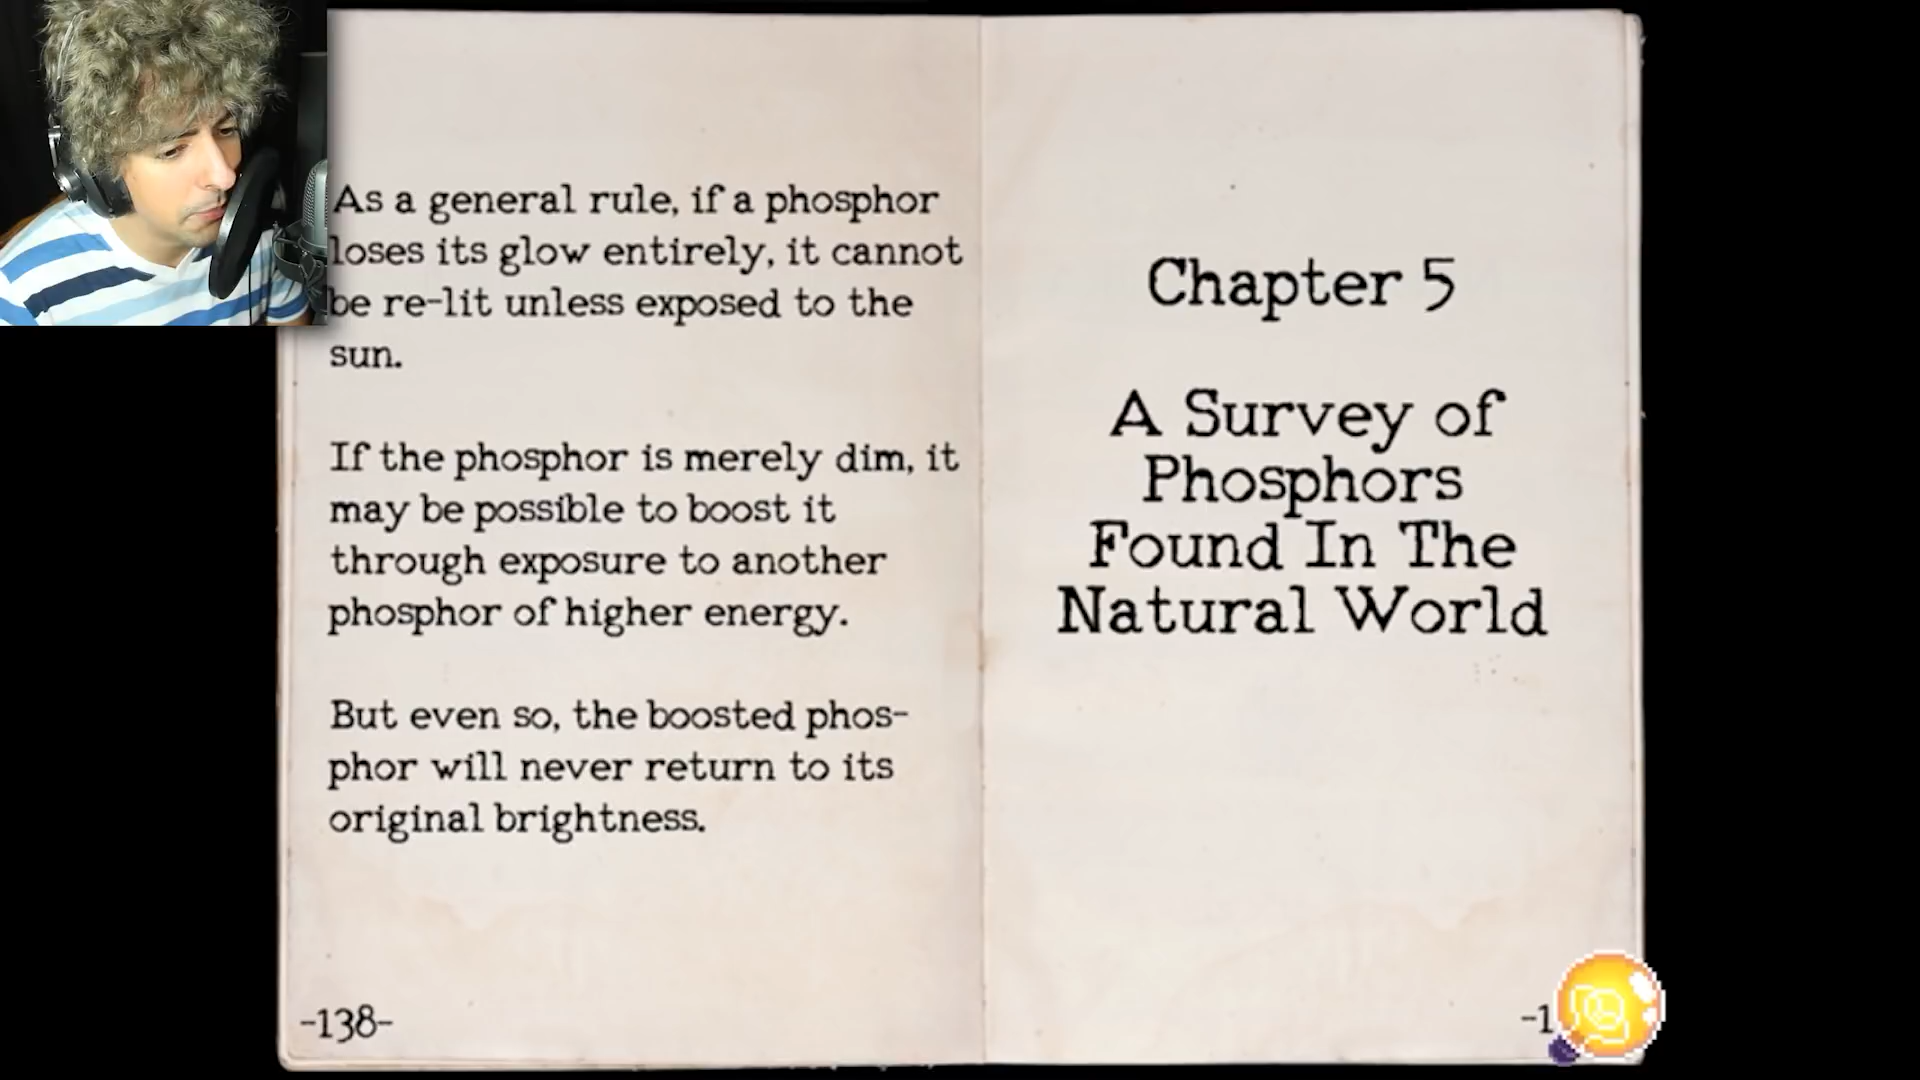 As a general rule, if a phosphor
loses its glow entirely, it cannot
be re-lit unless exposed to the
sun.
If the phosphor is merely dim, it
may be possible to boost it
through exposure to another
phosphor of higher energy.
But even so, the boosted phos-
phor will never return to its
original brightness.
-138-
Chapter 5
A Survey of
Phosphors
Found In The
Natural World
-1